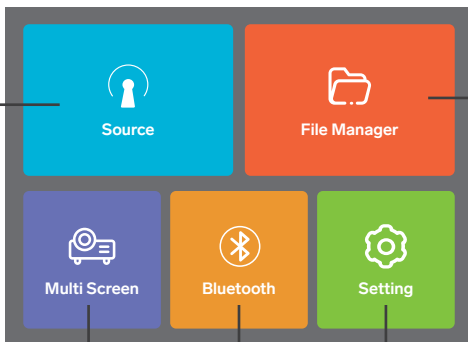 Source
File Manager
Multi Screen
Bluetooth
Setting